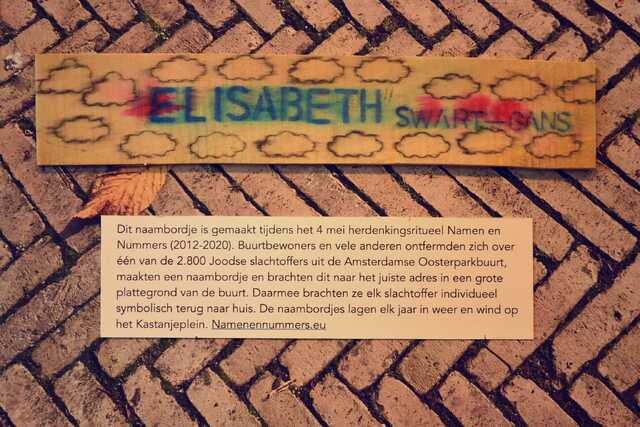 ELISABETH SWART-GANS
Dit naambordje is gemaakt tijdens het 4 mei herdenkingsritueel Namen en
Nummers (2012-2020). Buurtbewoners en vele anderen ontfermden zich over
één van de 2.800 Joodse slachtoffers uit de Amsterdamse Oosterparkbuurt,
maakten een naambordje en brachten dit naar het juiste adres in een grote
plattegrond van de buurt. Daarmee brachten ze elk slachtoffer individueel
symbolisch terug naar huis. De naambordjes lagen elk jaar in weer en wind op
het Kastanjeplein. Namenennummers.eu